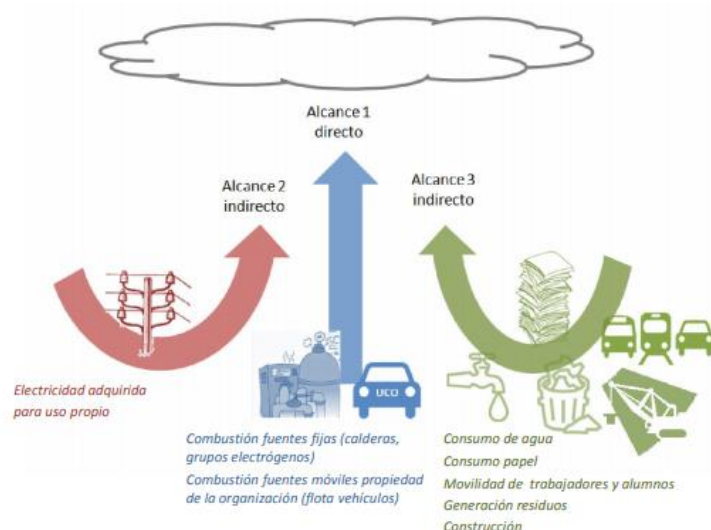 Alcance 1
directo
Alcance 2
indirecto
Alcance 3
indirecto
UCO
Electricidad adquirida
para uso propio
Combustión fuentes fijas (calderas,
grupos electrógenos)
Combustión fuentes móviles propiedad
de la organización (flota vehículos)
Consumo de agua
Consumo papel
Movilidad de trabajadores y alumnos
Generación residuos
Construcción